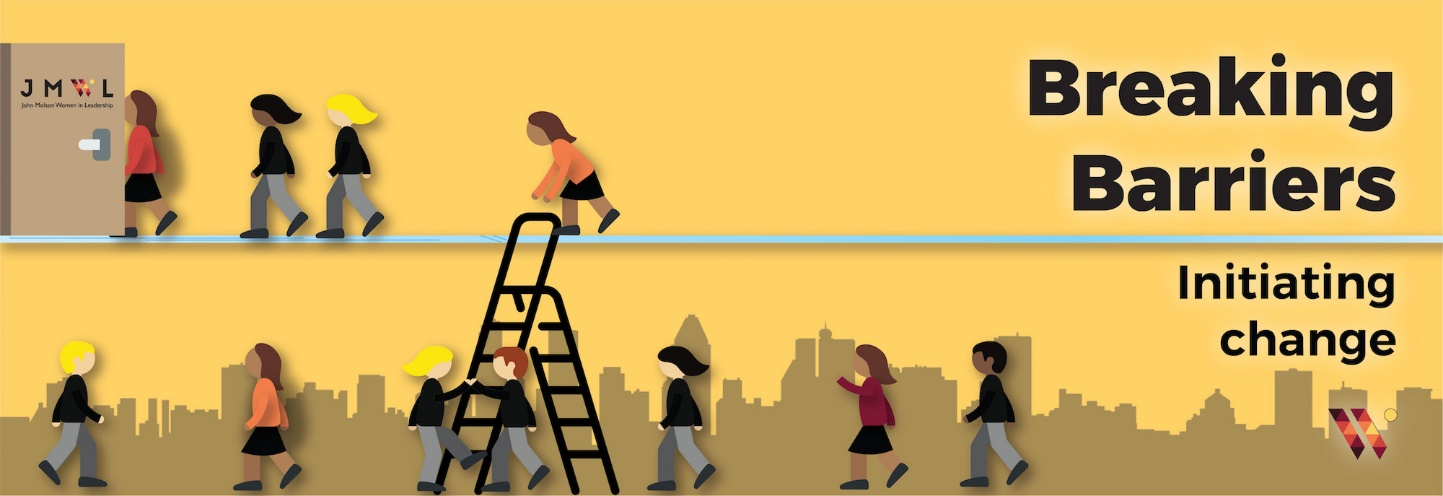 JMWL
John Molson Women in Leadership
Breaking
Barriers
Initiating
change